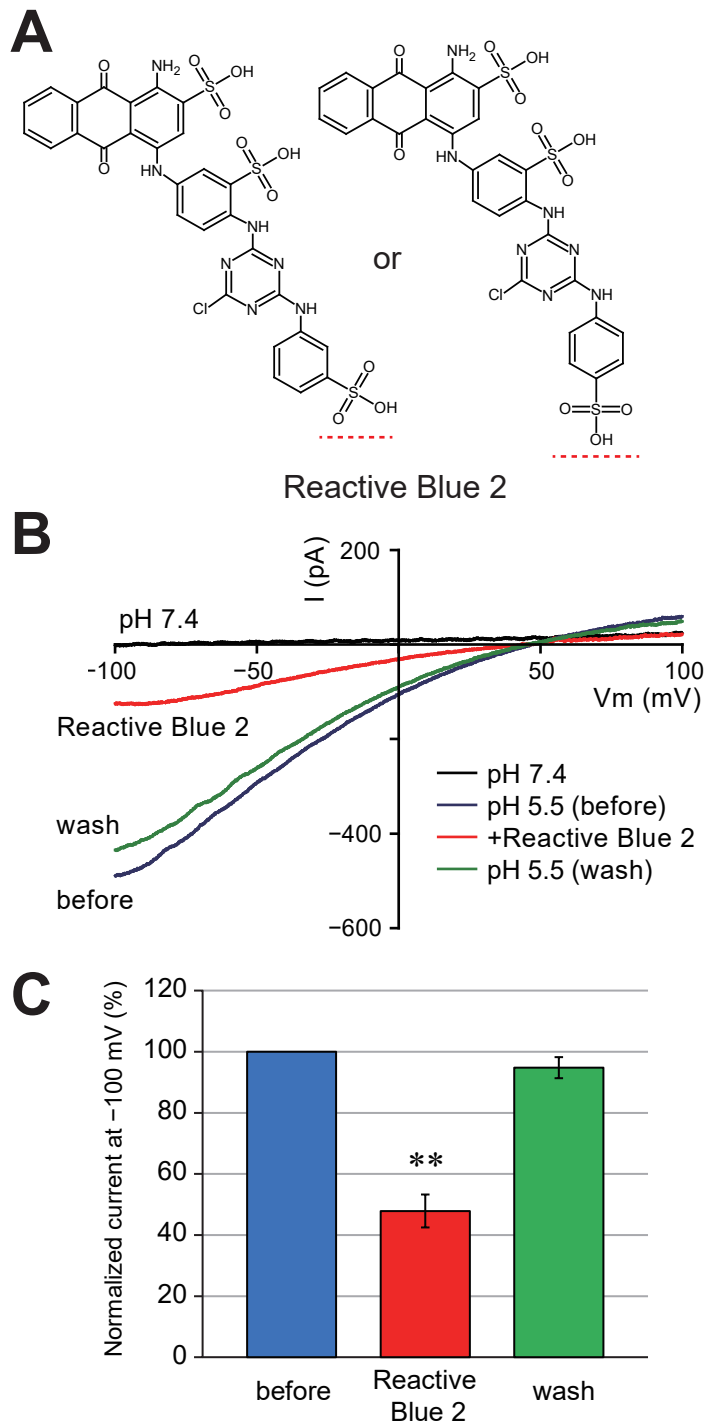 A
O
NH₂
O
OH
S
O
O
HN
O
S
OH
O
NH
N
N
Cl
N
NH
O
S
OH
O
O
NH₂
O
OH
S
O
O
HN
O
S
OH
O
NH
N
N
Cl
N
NH
O=S=O
OH
or
Reactive Blue 2
B
I (pA)
200
pH 7.4
-100
-50
50
100
Vm (mV)
Reactive Blue 2
wash
before
pH 7.4
pH 5.5 (before)
+Reactive Blue 2
pH 5.5 (wash)
−400
−600
C
Normalized current at −100 mV (%)
120
100
80
60
40
20
0
**
before
Reactive
Blue 2
wash